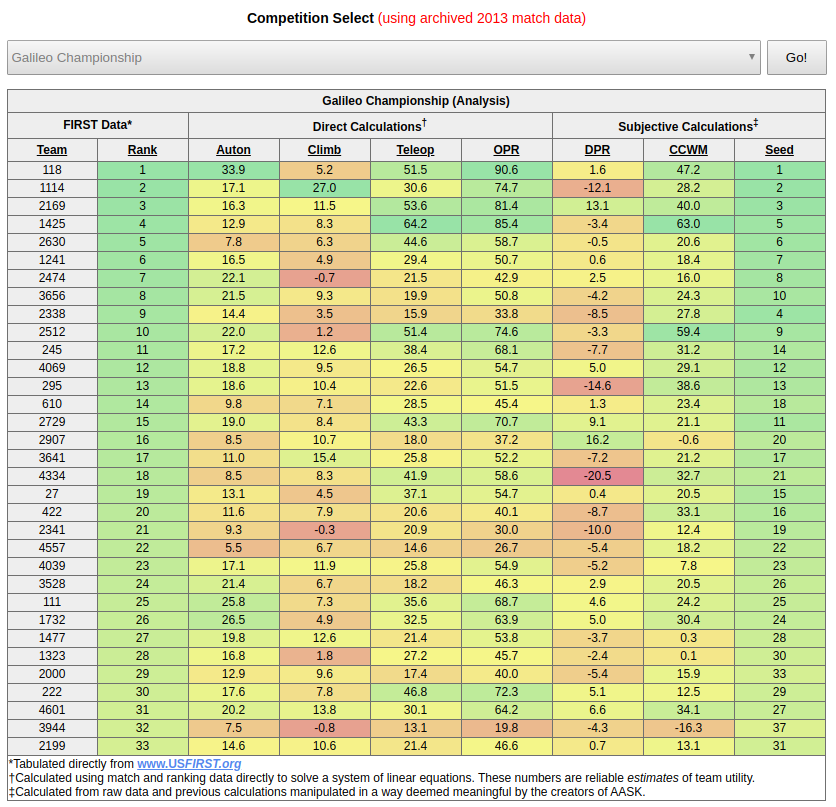 Competition Select (using archived 2013 match data)
Galileo Championship ▾ Go!
Galileo Championship (Analysis)
FIRST Data* Direct Calculations† Subjective Calculations‡
Team Rank Auton Climb Teleop OPR DPR CCWM Seed
118 1 33.9 5.2 51.5 90.6 1.6 47.2 1
1114 2 17.1 27.0 30.6 74.7 -12.1 28.2 2
2169 3 16.3 11.5 53.6 81.4 13.1 40.0 3
1425 4 12.9 8.3 64.2 85.4 -3.4 63.0 5
2630 5 7.8 6.3 44.6 58.7 -0.5 20.6 6
1241 6 16.5 4.9 29.4 50.7 0.6 18.4 7
2474 7 22.1 -0.7 21.5 42.9 2.5 16.0 8
3656 8 21.5 9.3 19.9 50.8 -4.2 24.3 10
2338 9 14.4 3.5 15.9 33.8 -8.5 27.8 4
2512 10 22.0 1.2 51.4 74.6 -3.3 59.4 9
245 11 17.2 12.6 38.4 68.1 -7.7 31.2 14
4069 12 18.8 9.5 26.5 54.7 5.0 29.1 12
295 13 18.6 10.4 22.6 51.5 -14.6 38.6 13
610 14 9.8 7.1 28.5 45.4 1.3 23.4 18
2729 15 19.0 8.4 43.3 70.7 9.1 21.1 11
2907 16 8.5 10.7 18.0 37.2 16.2 -0.6 20
3641 17 11.0 15.4 25.8 52.2 -7.2 21.2 17
4334 18 8.5 8.3 41.9 58.6 -20.5 32.7 21
27 19 13.1 4.5 37.1 54.7 0.4 20.5 15
422 20 11.6 7.9 20.6 40.1 -8.7 33.1 16
2341 21 9.3 -0.3 20.9 30.0 -10.0 12.4 19
4557 22 5.5 6.7 14.6 26.7 -5.4 18.2 22
4039 23 17.1 11.9 25.8 54.9 -5.2 7.8 23
3528 24 21.4 6.7 18.2 46.3 2.9 20.5 26
111 25 25.8 7.3 35.6 68.7 4.6 24.2 25
1732 26 26.5 4.9 32.5 63.9 5.0 30.4 24
1477 27 19.8 12.6 21.4 53.8 -3.7 0.3 28
1323 28 16.8 1.8 27.2 45.7 -2.4 0.1 30
2000 29 12.9 9.6 17.4 40.0 -5.4 15.9 33
222 30 17.6 7.8 46.8 72.3 5.1 12.5 29
4601 31 20.2 13.8 30.1 64.2 6.6 34.1 27
3944 32 7.5 -0.8 13.1 19.8 -4.3 -16.3 37
2199 33 14.6 10.6 21.4 46.6 0.7 13.1 31
*Tabulated directly from www.USFIRST.org
†Calculated using match and ranking data directly to solve a system of linear equations. These numbers are reliable estimates of team utility.
‡Calculated from raw data and previous calculations manipulated in a way deemed meaningful by the creators of AASK.